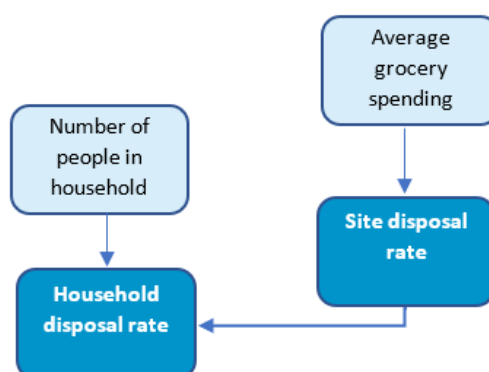 Average
grocery
spending
Number of
people in
household
Site disposal
rate
Household
disposal rate